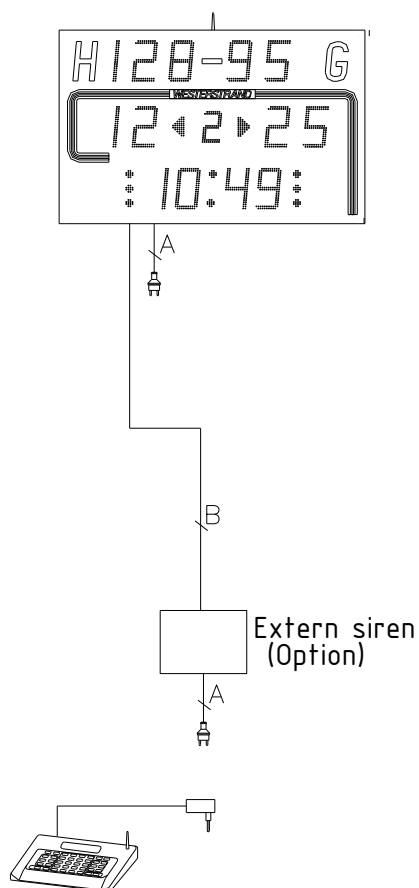 H128-95 G
WESTERSTRAND
12 2 25
10:49:
A
B
Extern siren
(Option)
A